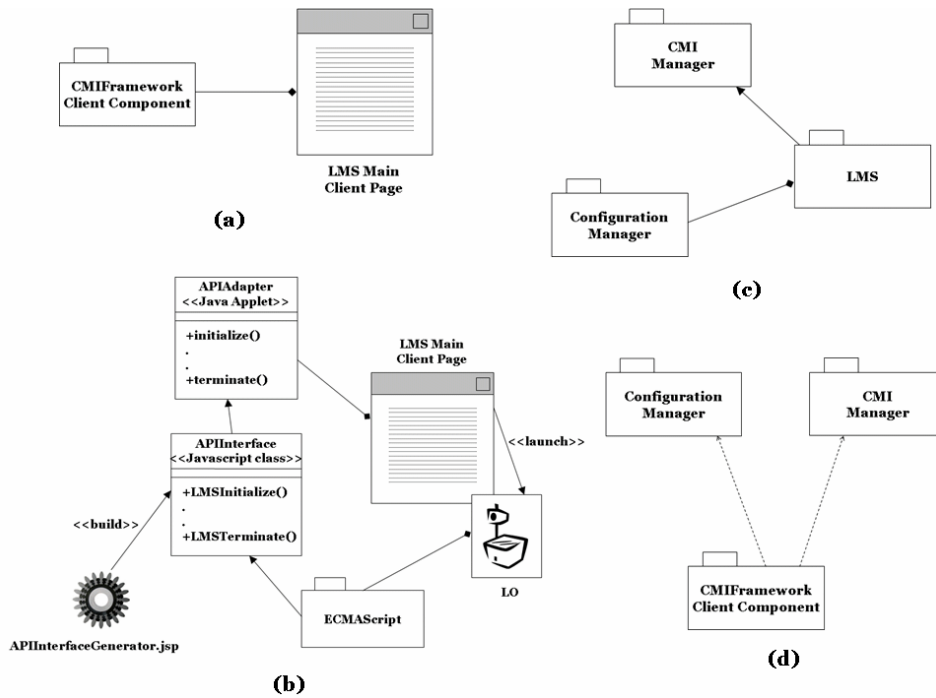 CMIFramework
Client Component
LMS Main
Client Page
(a)
CMI
Manager
LMS
Configuration
Manager
(c)
APIAdapter
<<Java Applet>>
+initialize()
.
.
+terminate()
LMS Main
Client Page
<<launch>>
APIInterface
<<Javascript class>>
+LMSInitialize()
.
.
+LMSTerminate()
<<build>>
APIInterfaceGenerator.jsp
ECMAScript
LO
(b)
Configuration
Manager
CMI
Manager
CMIFramework
Client Component
(d)